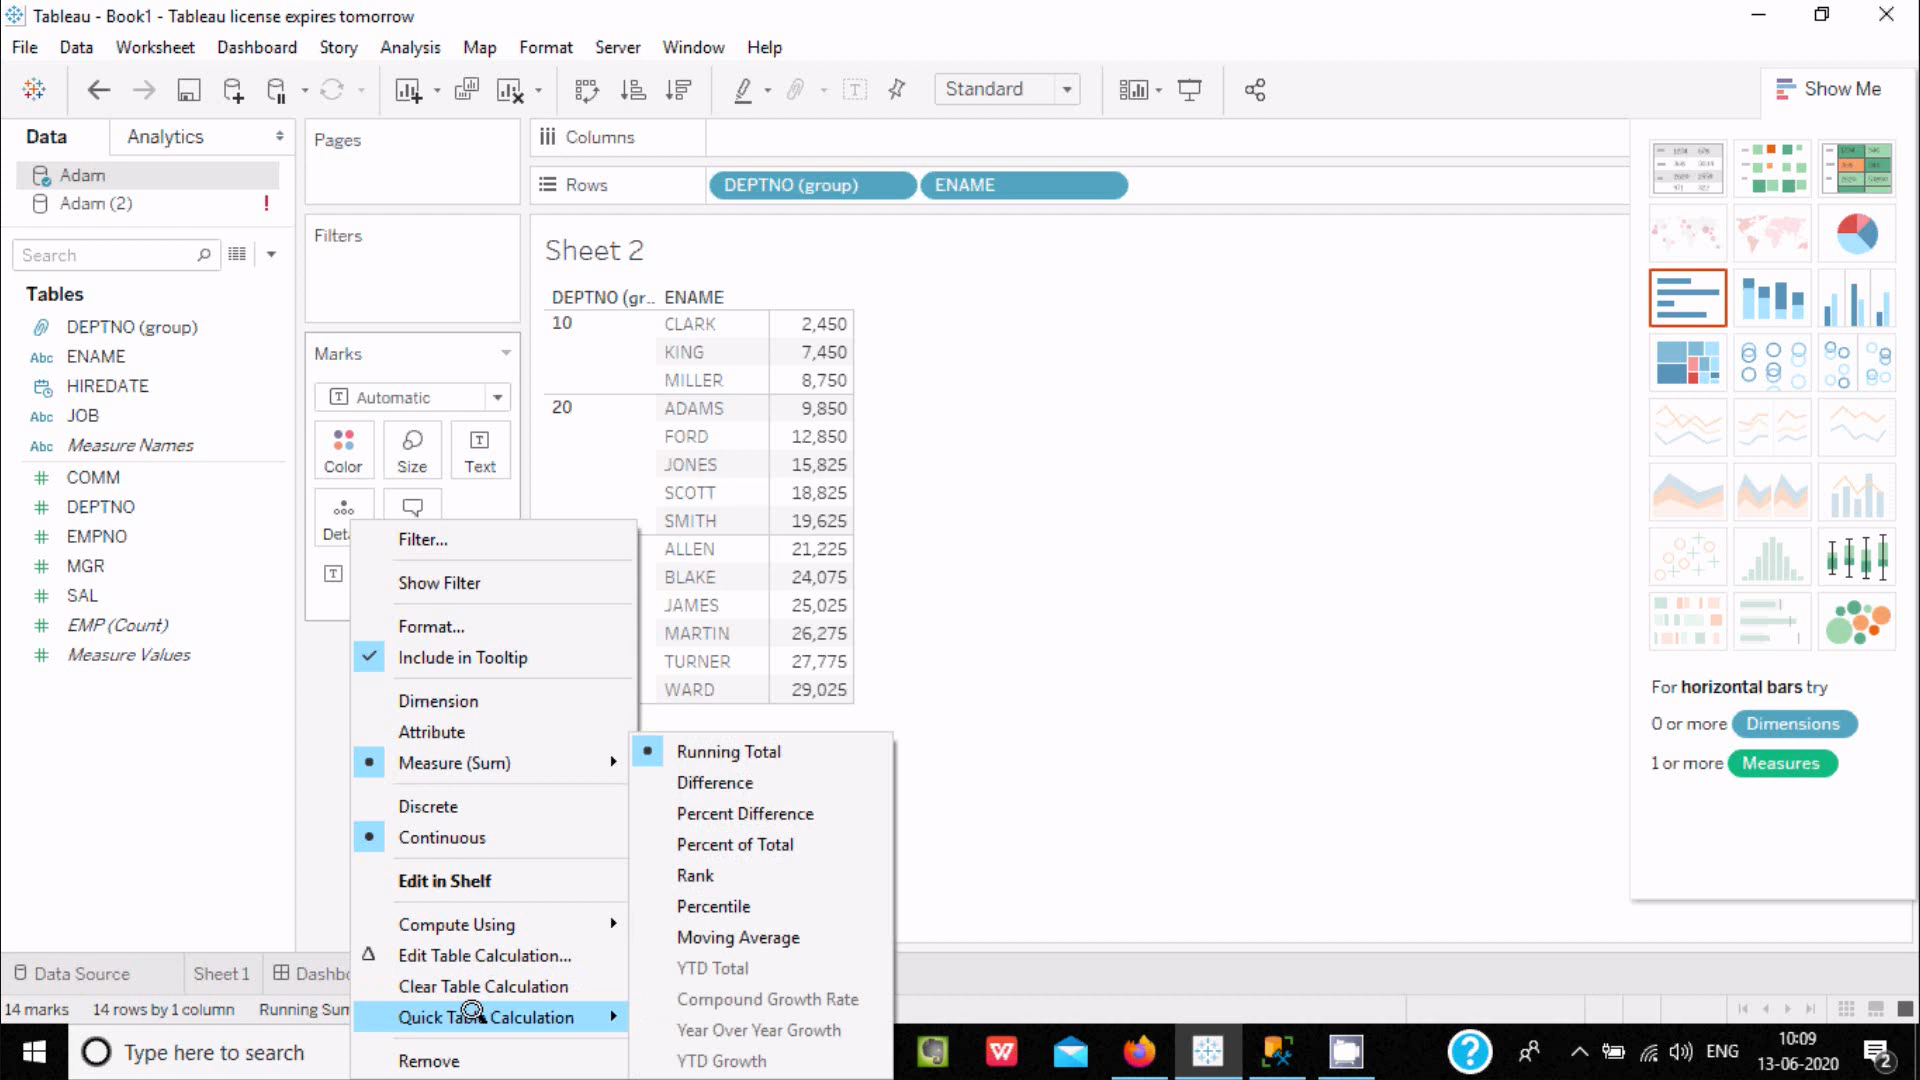 Tableau - Book1 - Tableau license expires tomorrow
File Data Worksheet Dashboard Story Analysis Map Format Server Window Help
Standard
Show Me
Data Analytics
Adam
Adam (2) !
Search
Tables
DEPTNO (group)
Abc ENAME
HIREDATE
Abc JOB
Abc Measure Names
# COMM
# DEPTNO
# EMPNO
# MGR
# SAL
# EMP (Count)
# Measure Values
Pages
Filters
Marks
Automatic
Color Size Text
Deta
Columns
Rows DEPTNO (group) ENAME
Sheet 2
DEPTNO (gr.. ENAME
10 CLARK 2,450
KING 7,450
MILLER 8,750
20 ADAMS 9,850
FORD 12,850
JONES 15,825
SCOTT 18,825
SMITH 19,625
ALLEN 21,225
BLAKE 24,075
JAMES 25,025
MARTIN 26,275
TURNER 27,775
WARD 29,025
Filter...
Show Filter
Format...
Include in Tooltip
Dimension
Attribute
Measure (Sum)
Discrete
Continuous
Edit in Shelf
Compute Using
Edit Table Calculation...
Clear Table Calculation
Quick Table Calculation
Remove
Running Total
Difference
Percent Difference
Percent of Total
Rank
Percentile
Moving Average
YTD Total
Compound Growth Rate
Year Over Year Growth
YTD Growth
For horizontal bars try
0 or more Dimensions
1 or more Measures
Data Source Sheet 1 Dashbo
14 marks 14 rows by 1 column Running Sum
Type here to search
ENG
10:09
13-06-2020
2